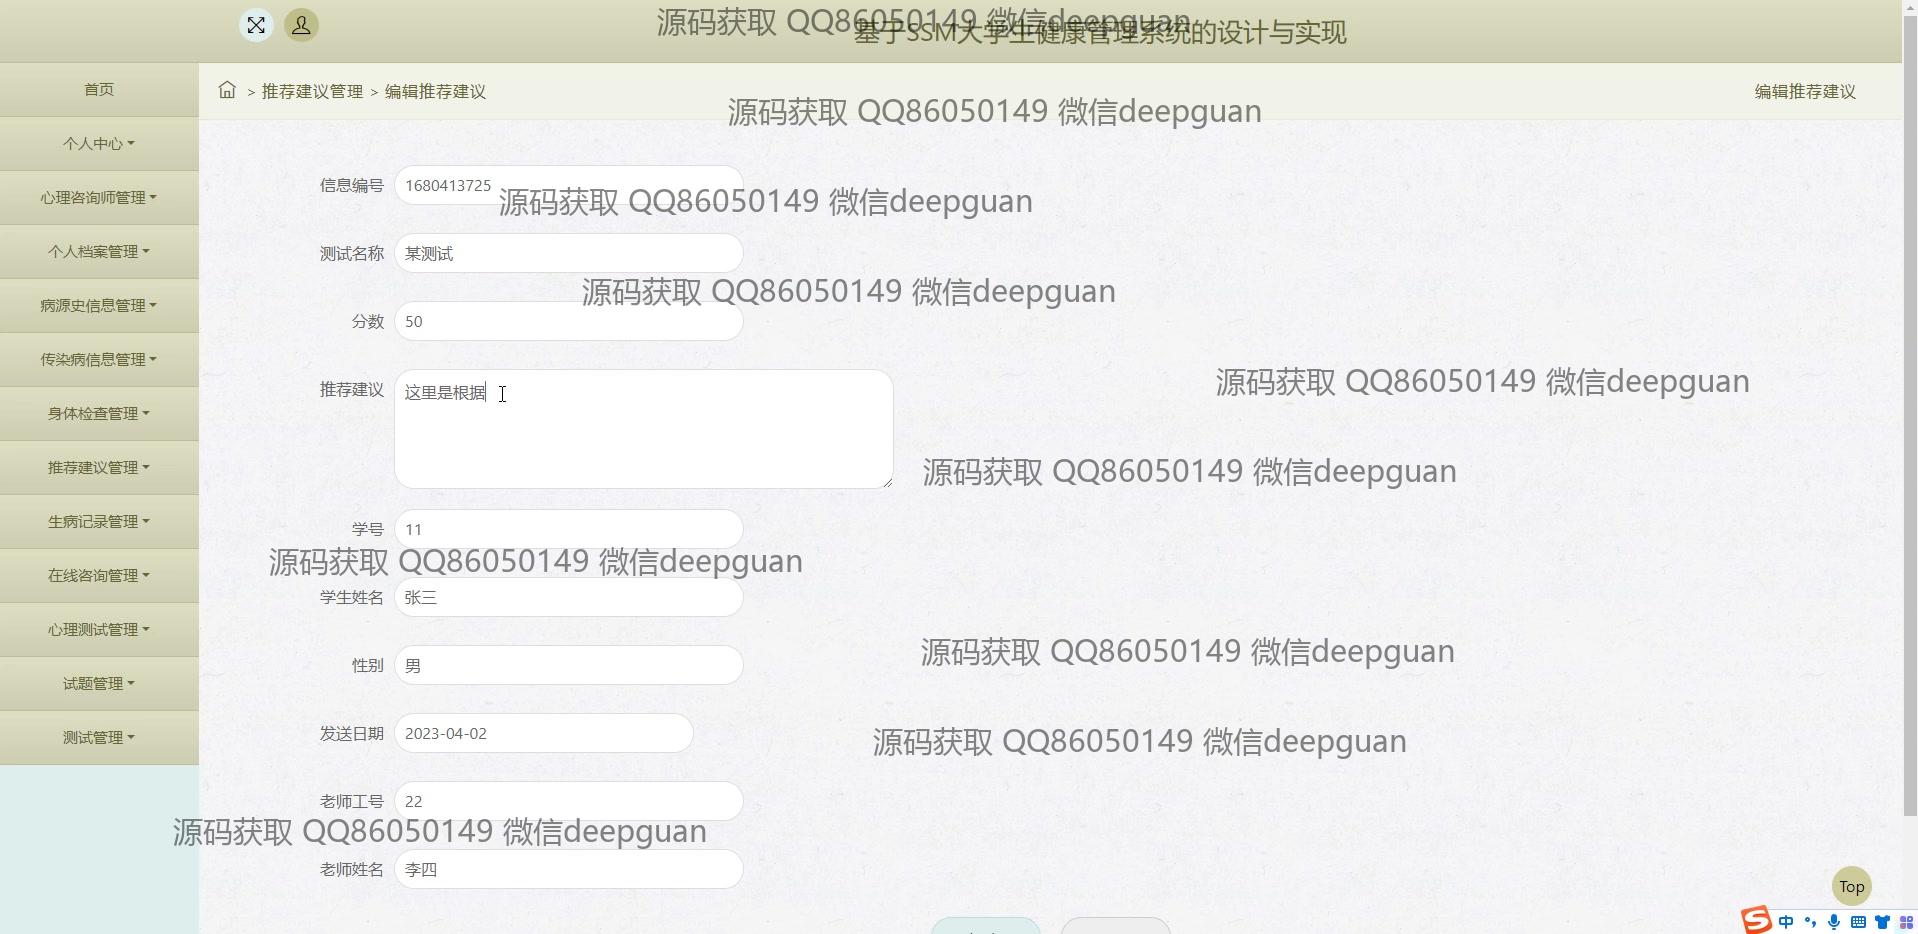 源码获取 QQ86050149 微信deepguan
基于SSM大学生健康管理系统的设计与实现
首页
个人中心
心理咨询师管理
个人档案管理
病源史信息管理
传染病信息管理
身体检查管理
推荐建议管理
生病记录管理
在线咨询管理
心理测试管理
试题管理
测试管理
> 推荐建议管理 > 编辑推荐建议
编辑推荐建议
源码获取 QQ86050149 微信deepguan
信息编号 1680413725
源码获取 QQ86050149 微信deepguan
测试名称 某测试
源码获取 QQ86050149 微信deepguan
分数 50
源码获取 QQ86050149 微信deepguan
推荐建议 这里是根据
源码获取 QQ86050149 微信deepguan
学号 11
源码获取 QQ86050149 微信deepguan
学生姓名 张三
源码获取 QQ86050149 微信deepguan
性别 男
发送日期 2023-04-02
源码获取 QQ86050149 微信deepguan
老师工号 22
源码获取 QQ86050149 微信deepguan
老师姓名 李四
Top
中